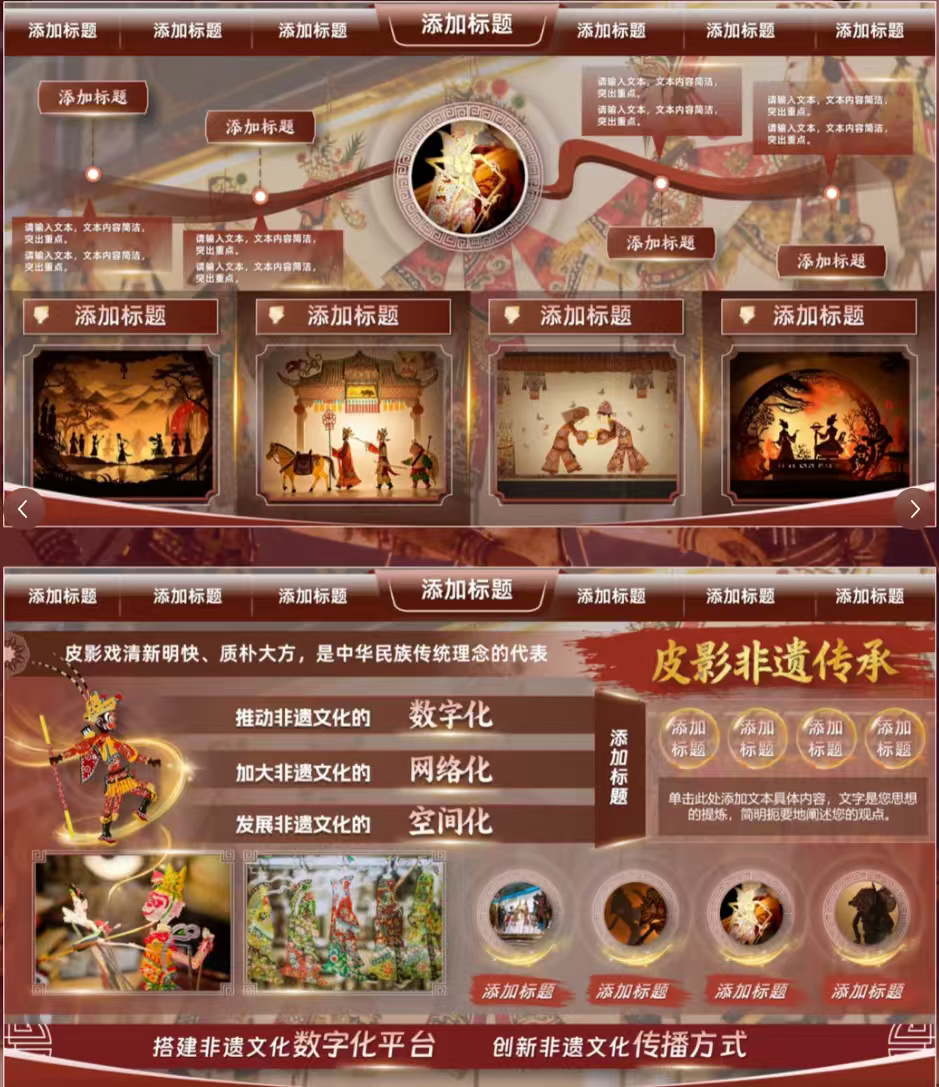 添加标题
添加标题
添加标题
添加标题
添加标题
添加标题
添加标题
添加标题
添加标题
请输入文本，文本内容简洁，
突出重点。
请输入文本，文本内容简洁，
突出重点。
请输入文本，文本内容简洁，
突出重点。
请输入文本，文本内容简洁，
突出重点。
请输入文本，文本内容简洁，
突出重点。
请输入文本，文本内容简洁，
突出重点。
请输入文本，文本内容简洁，
突出重点。
请输入文本，文本内容简洁，
突出重点。
添加标题
添加标题
添加标题
添加标题
添加标题
添加标题
添加标题
添加标题
添加标题
添加标题
添加标题
添加标题
添加标题
皮影戏清新明快、质朴大方，是中华民族传统理念的代表
皮影非遗传承
推动非遗文化的 数字化
加大非遗文化的 网络化
发展非遗文化的 空间化
添加标题
添加
标题
添加
标题
添加
标题
添加
标题
单击此处添加文本具体内容，文字是您思想
的提炼，简明扼要地阐述您的观点。
添加标题
添加标题
添加标题
添加标题
搭建非遗文化数字化平台
创新非遗文化传播方式